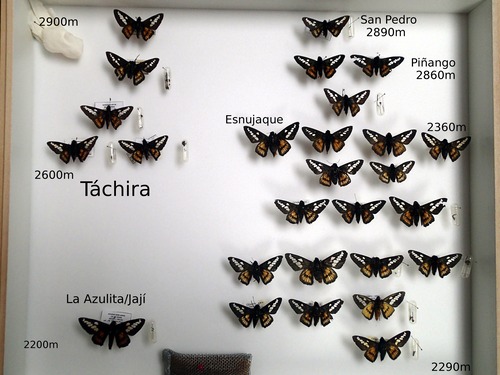 2900m
San Pedro
2890m
Piñango
2860m
Esnujaque
2360m
2600m
Táchira
La Azulita/Jají
2200m
2290m